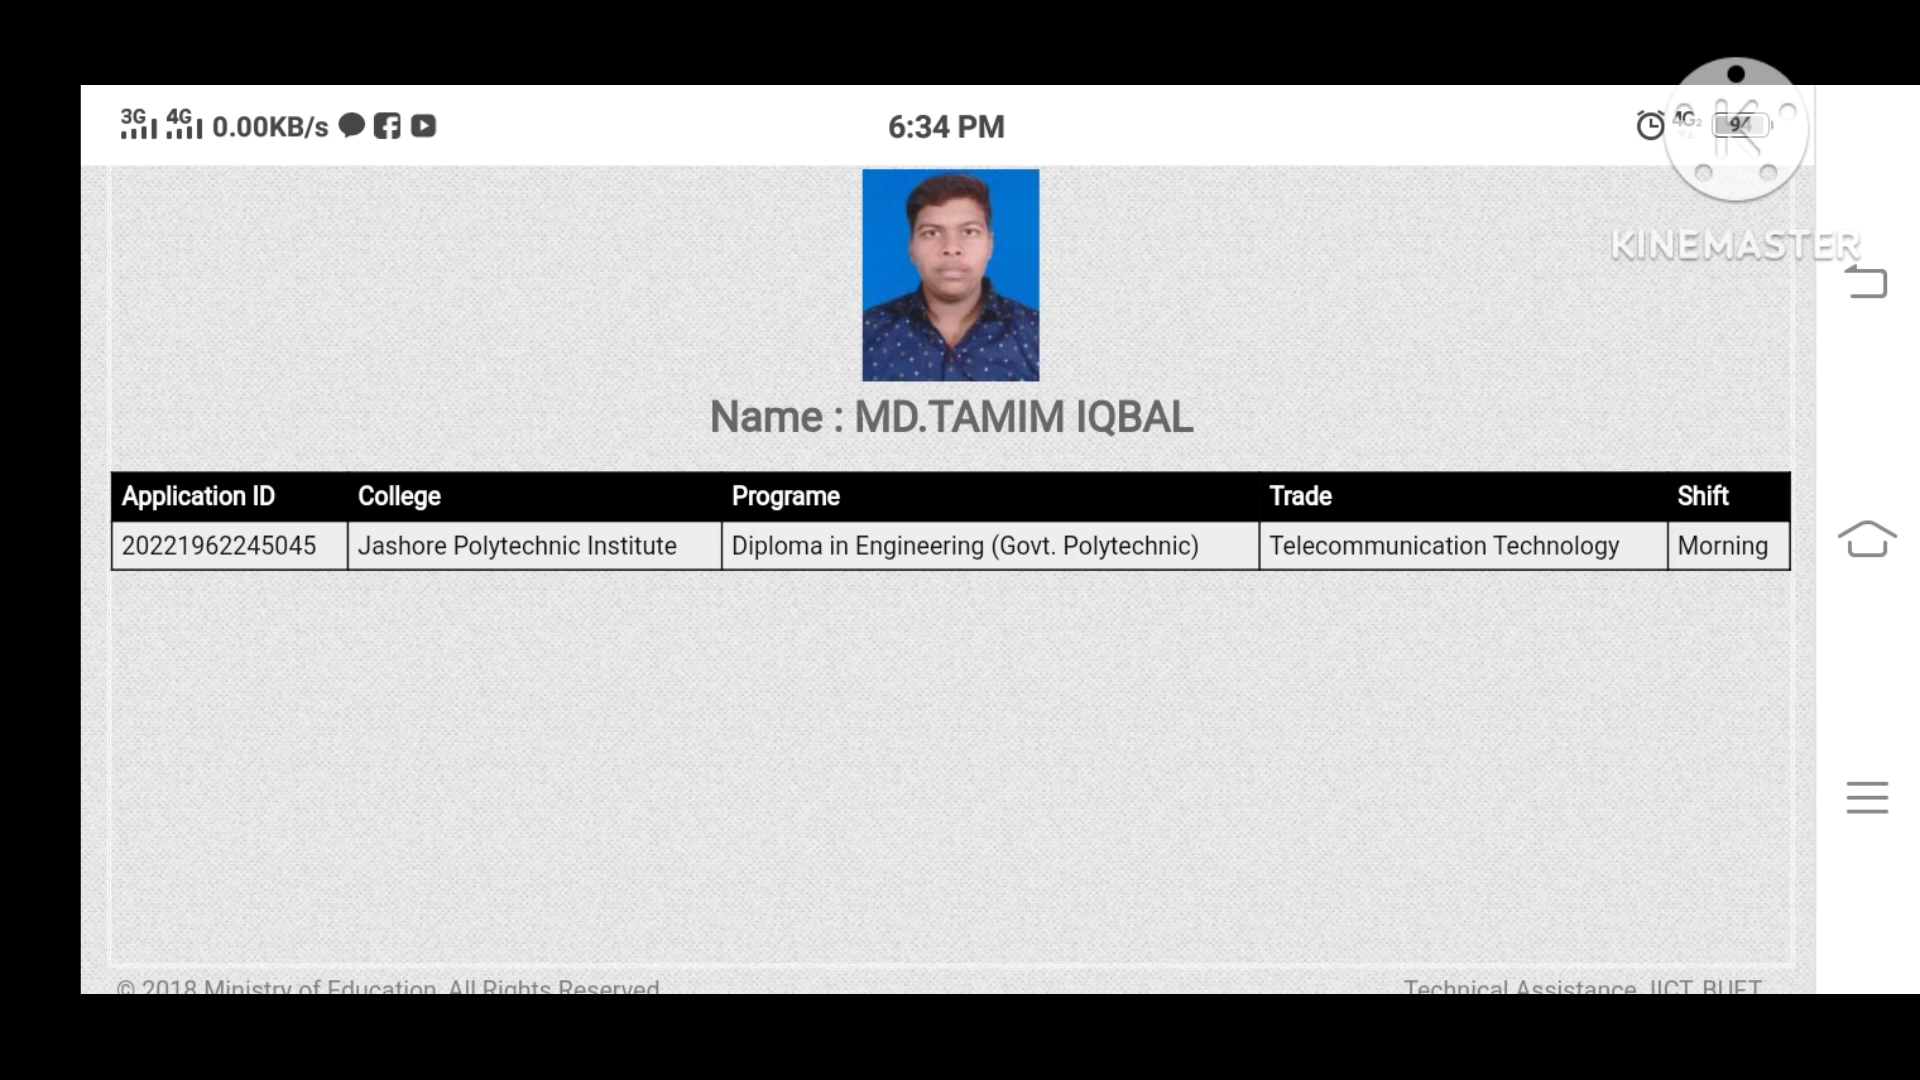 3G 4G 0.00KB/s 6:34 PM 4G2 94
KINEMASTER
Name : MD.TAMIM IQBAL
Application ID College Programe Trade Shift
20221962245045 Jashore Polytechnic Institute Diploma in Engineering (Govt. Polytechnic) Telecommunication Technology Morning
© 2018 Ministry of Education, All Rights Reserved Technical Assistance, IICT, BUET